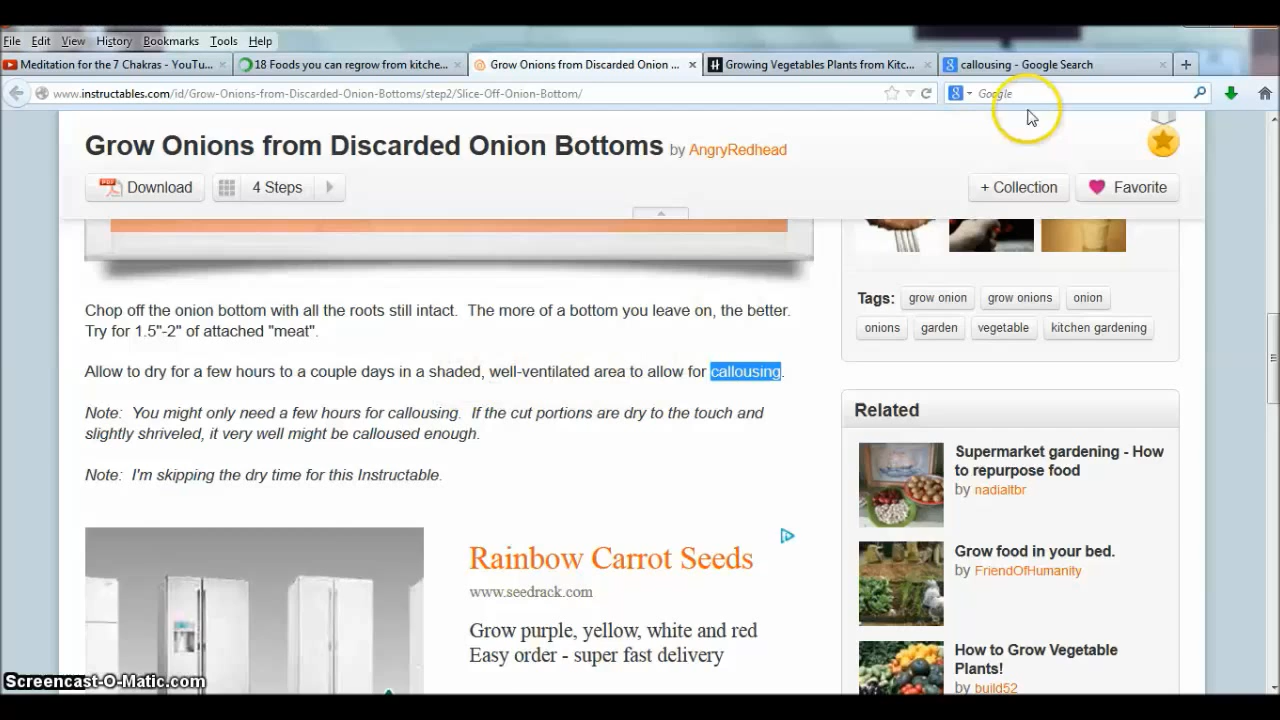 File Edit View History Bookmarks Tools Help
Meditation for the 7 Chakras - YouTu... × 18 Foods you can regrow from kitche... × Grow Onions from Discarded Onion ... × Growing Vegetables Plants from Kitc... × callousing - Google Search × +
www.instructables.com/id/Grow-Onions-from-Discarded-Onion-Bottoms/step2/Slice-Off-Onion-Bottom/ Google
Grow Onions from Discarded Onion Bottoms by AngryRedhead
Download 4 Steps + Collection Favorite
Chop off the onion bottom with all the roots still intact. The more of a bottom you leave on, the better.
Try for 1.5"-2" of attached "meat".
Allow to dry for a few hours to a couple days in a shaded, well-ventilated area to allow for callousing.
Note: You might only need a few hours for callousing. If the cut portions are dry to the touch and
slightly shriveled, it very well might be calloused enough.
Note: I'm skipping the dry time for this Instructable.
Rainbow Carrot Seeds
www.seedrack.com
Grow purple, yellow, white and red
Easy order - super fast delivery
Tags: grow onion grow onions onion
onions garden vegetable kitchen gardening
Related
Supermarket gardening - How
to repurpose food
by nadialtbr
Grow food in your bed.
by FriendOfHumanity
How to Grow Vegetable
Plants!
by build52
Screencast-O-Matic.com